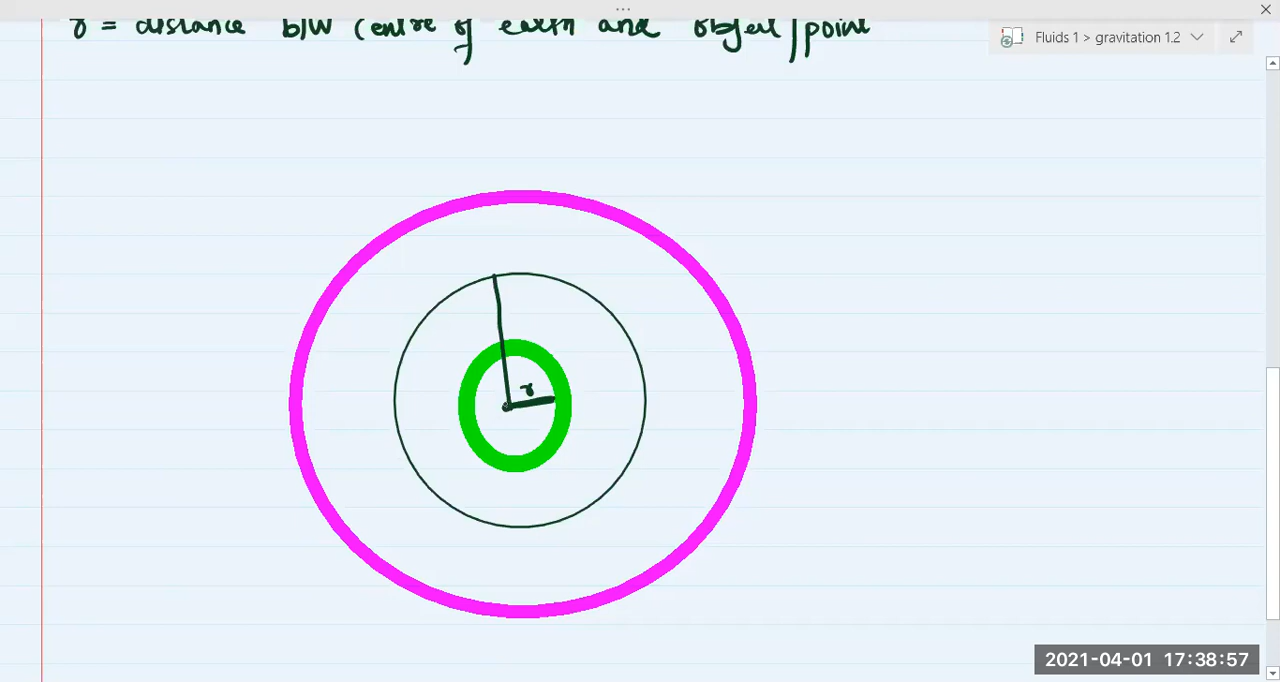 r = distance b/w centre of earth and object/point
Fluids 1 > gravitation 1.2
r
2021-04-01 17:38:57